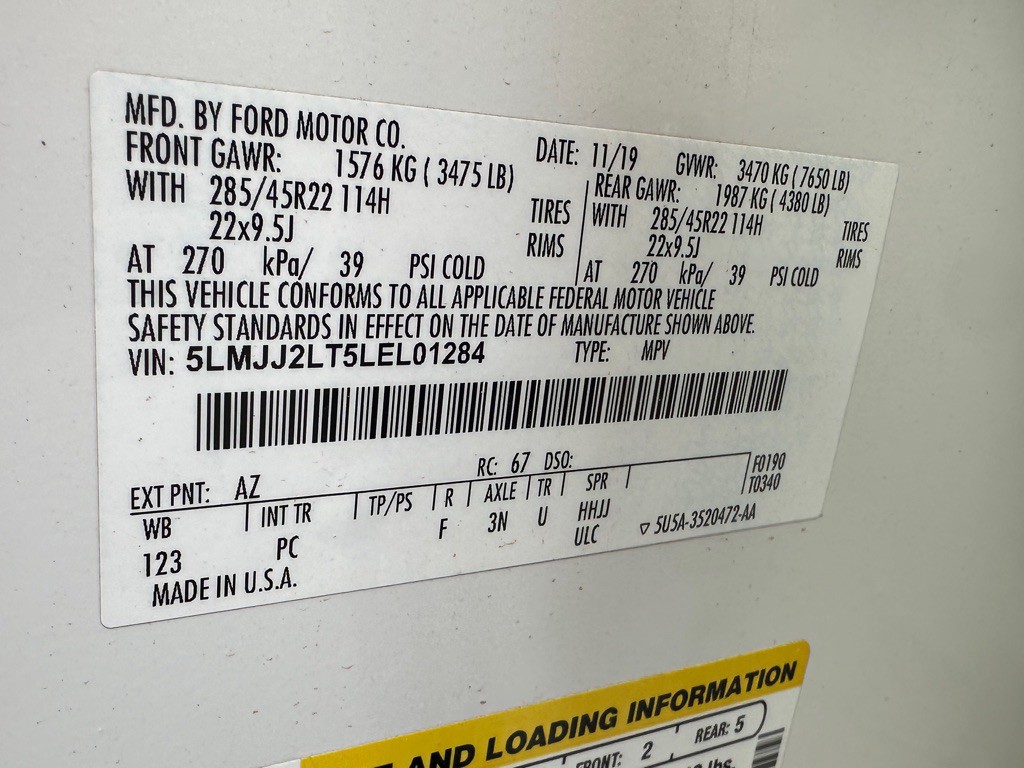 MFD. BY FORD MOTOR CO.
DATE: 11/19 GVWR: 3470 KG ( 7650 LB)
FRONT GAWR: 1576 KG ( 3475 LB)
WITH 285/45R22 114H TIRES
22x9.5J RIMS
AT 270 kPa/ 39 PSI COLD
REAR GAWR: 1987 KG ( 4380 LB)
WITH 285/45R22 114H TIRES
22x9.5J RIMS
AT 270 kPa/ 39 PSI COLD
THIS VEHICLE CONFORMS TO ALL APPLICABLE FEDERAL MOTOR VEHICLE
SAFETY STANDARDS IN EFFECT ON THE DATE OF MANUFACTURE SHOWN ABOVE.
VIN: 5LMJJ2LT5LEL01284 TYPE: MPV
EXT PNT: AZ RC: 67 DSO: F0190
T0340
WB INT TR TP/PS R AXLE TR SPR
123 PC F 3N U HHJJ
ULC 5U5A-3520472-AA
MADE IN U.S.A.
AND LOADING INFORMATION
FRONT: 2 REAR: 5
lbs.